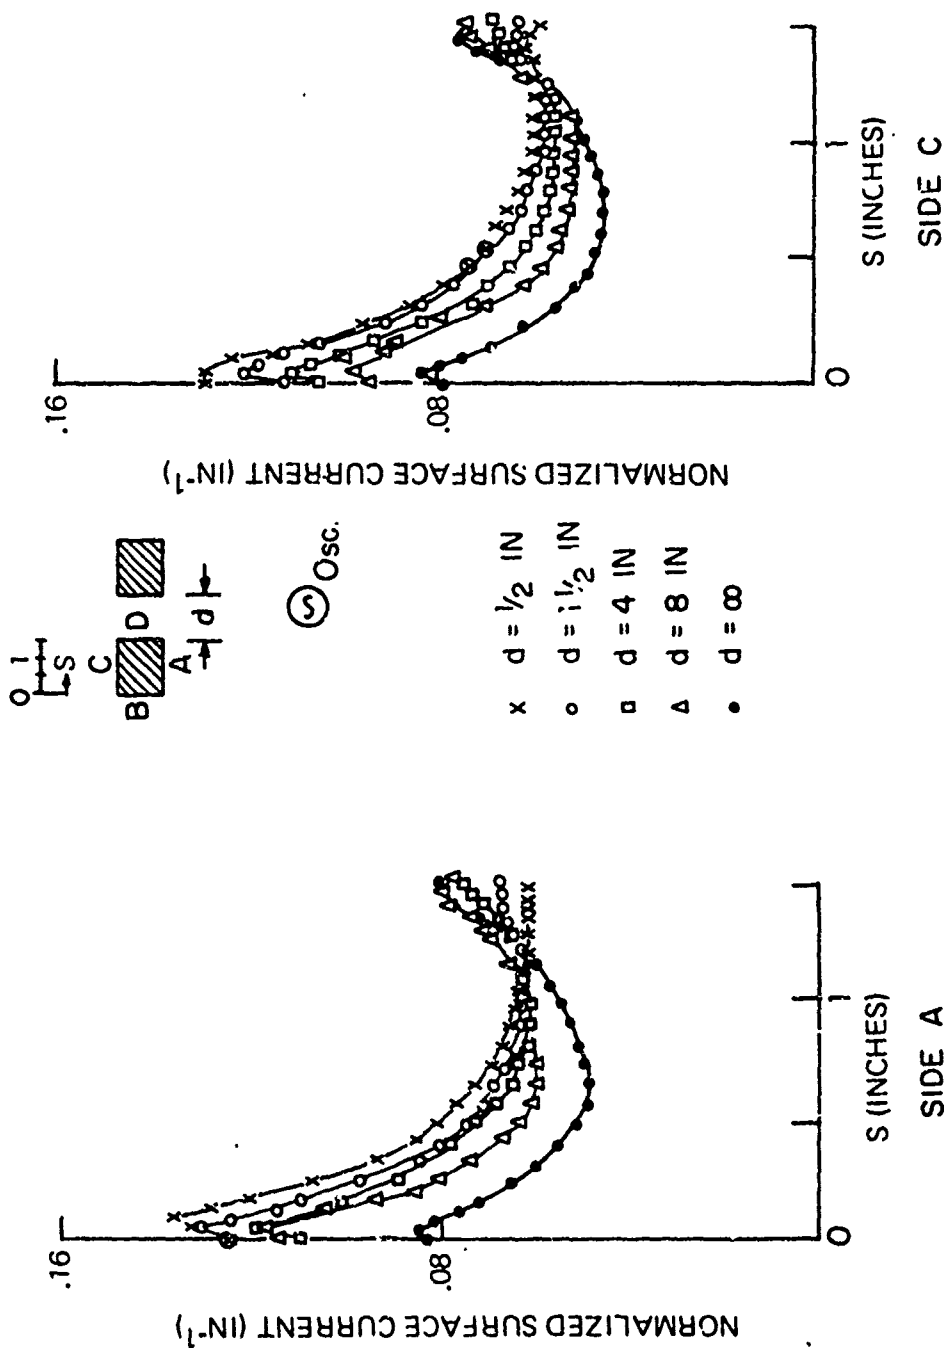 NORMALIZED SURFACE CURRENT (IN⁻¹)
.16
.08
0
1
S (INCHES)
SIDE A
0 1
S
C
B D
A
d
Osc.
x d = 1/2 IN
o d = 1 1/2 IN
□ d = 4 IN
△ d = 8 IN
• d = ∞
NORMALIZED SURFACE CURRENT (IN⁻¹)
.16
.08
0
1
S (INCHES)
SIDE C